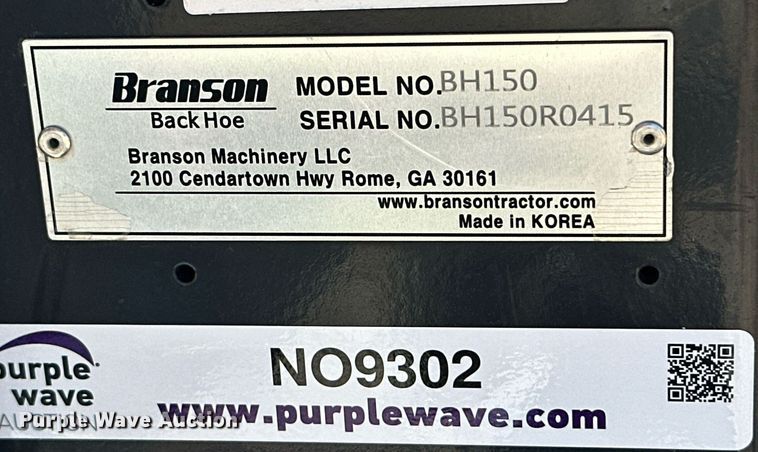 Branson
Back Hoe
MODEL NO. BH150
SERIAL NO. BH150R0415
Branson Machinery LLC
2100 Cendartown Hwy Rome, GA 30161
www.bransontractor.com
Made in KOREA
purple
wave
AUCTION
NO9302
www.purplewave.com
Purple Wave Auction